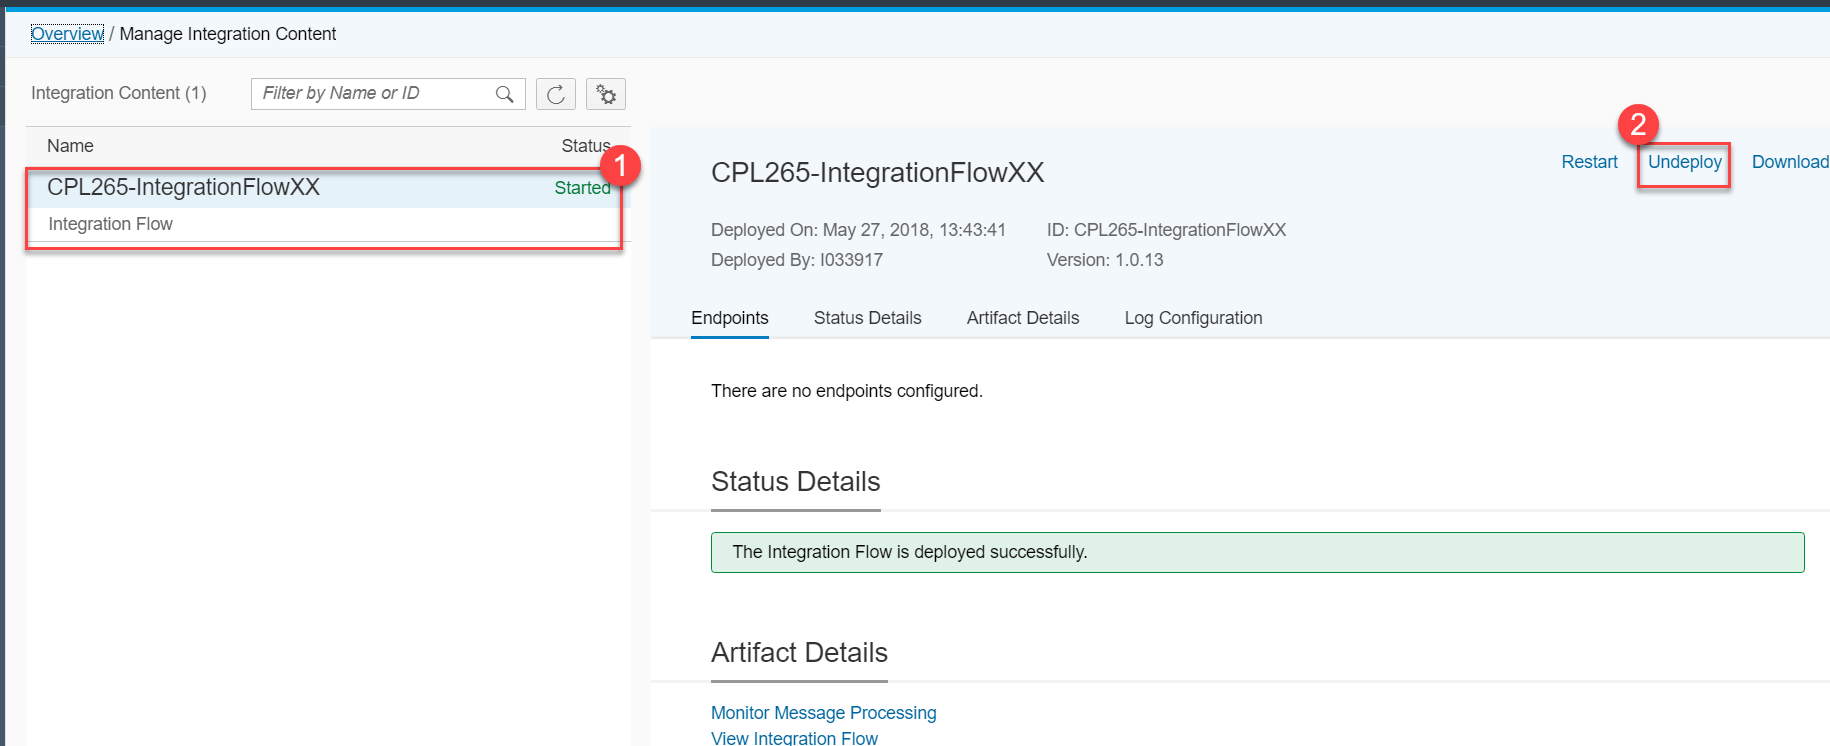 Overview / Manage Integration Content
Integration Content (1)
Filter by Name or ID
Name
Status
1
CPL265-IntegrationFlowXX
Started
Integration Flow
2
CPL265-IntegrationFlowXX
Restart
Undeploy
Download
Deployed On: May 27, 2018, 13:43:41
ID: CPL265-IntegrationFlowXX
Deployed By: I033917
Version: 1.0.13
Endpoints
Status Details
Artifact Details
Log Configuration
There are no endpoints configured.
Status Details
The Integration Flow is deployed successfully.
Artifact Details
Monitor Message Processing
View Integration Flow